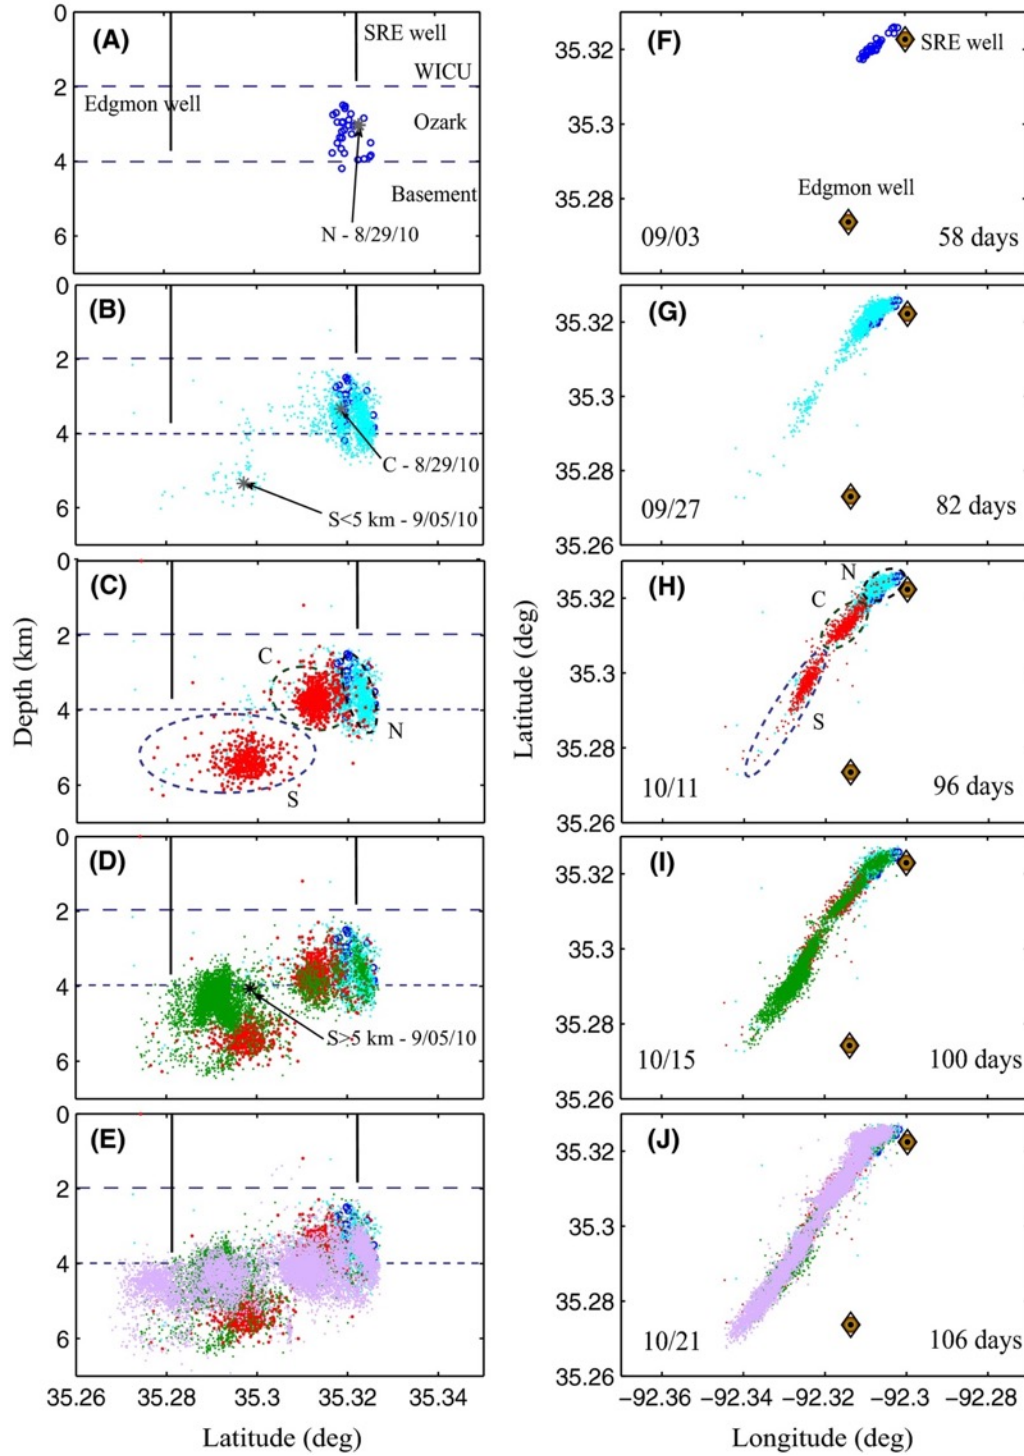 (A)
SRE well
WICU
Edgmon well
Ozark
Basement
N - 8/29/10
0
2
4
6
(F)
SRE well
Edgmon well
09/03
58 days
35.32
35.3
35.28
(B)
C - 8/29/10
S<5 km - 9/05/10
0
2
4
6
(G)
09/27
82 days
35.32
35.3
35.28
35.26
(C)
C
N
S
0
2
4
6
Depth (km)
(H)
N
C
S
10/11
96 days
35.32
35.3
35.28
35.26
Latitude (deg)
(D)
S>5 km - 9/05/10
0
2
4
6
(I)
10/15
100 days
35.32
35.3
35.28
35.26
(E)
0
2
4
6
35.26 35.28 35.3 35.32 35.34
Latitude (deg)
(J)
10/21
106 days
35.32
35.3
35.28
35.26
−92.36 −92.34 −92.32 −92.3 −92.28
Longitude (deg)